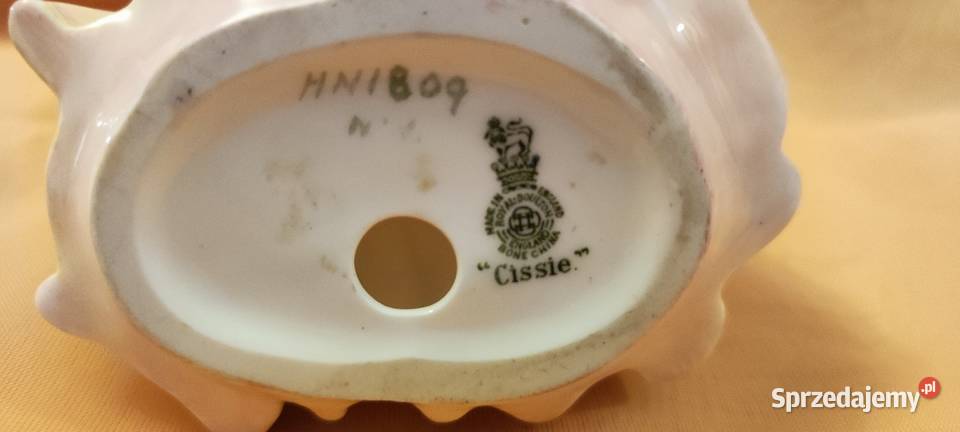 HN1809
MADE IN ENGLAND
ROYAL DOULTON
ENGLAND
BONE CHINA
"Cissie."
Sprzedajemy.pl